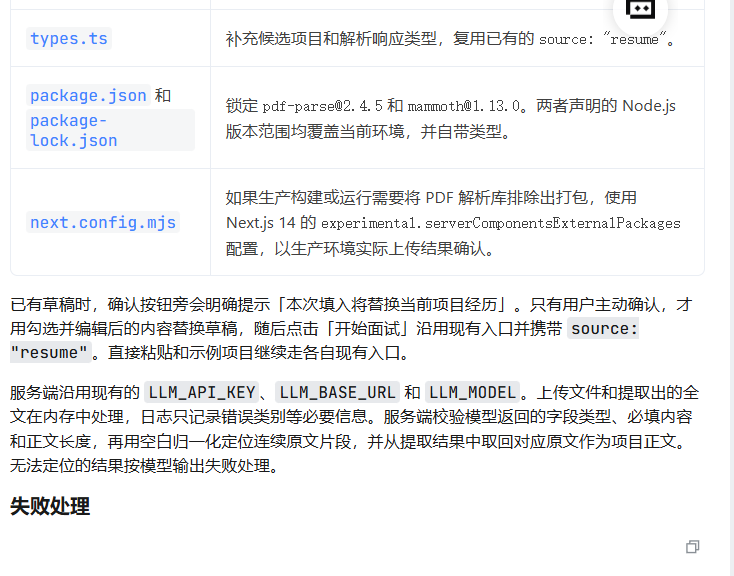 types.ts
补充候选项目和解析响应类型，复用已有的 source: "resume"。
package.json 和
package-
lock.json
锁定 pdf-parse@2.4.5 和 mammoth@1.13.0。两者声明的 Node.js
版本范围均覆盖当前环境，并自带类型。
next.config.mjs
如果生产构建或运行需要将 PDF 解析库排除出打包，使用
Next.js 14 的 experimental.serverComponentsExternalPackages
配置，以生产环境实际上传结果确认。
已有草稿时，确认按钮旁会明确提示「本次填入将替换当前项目经历」。只有用户主动确认，才
用勾选并编辑后的内容替换草稿，随后点击「开始面试」沿用现有入口并携带 source:
"resume"。直接粘贴和示例项目继续走各自现有入口。
服务端沿用现有的 LLM_API_KEY、LLM_BASE_URL 和 LLM_MODEL。上传文件和提取出的全
文在内存中处理，日志只记录错误类别等必要信息。服务端校验模型返回的字段类型、必填内容
和正文长度，再用空白归一化定位连续原文片段，并从提取结果中取回对应原文作为项目正文。
无法定位的结果按模型输出失败处理。
失败处理